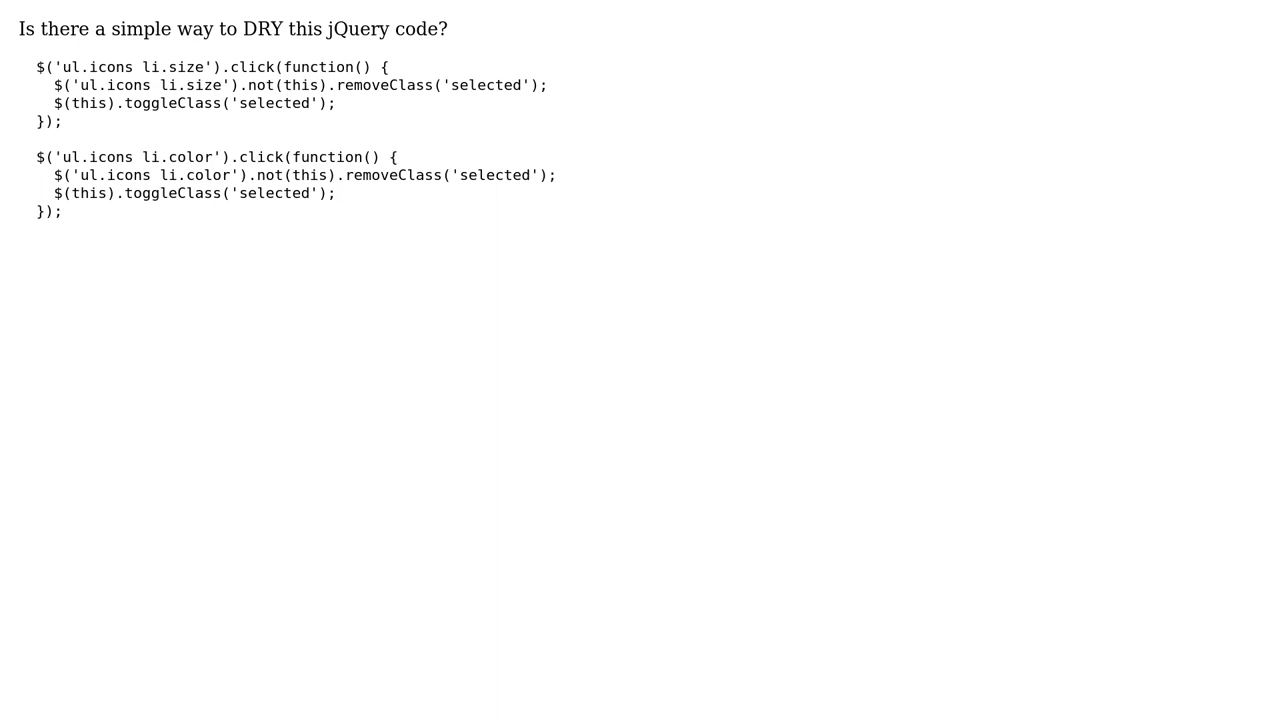 Is there a simple way to DRY this jQuery code?
$('ul.icons li.size').click(function() {
  $('ul.icons li.size').not(this).removeClass('selected');
  $(this).toggleClass('selected');
});

$('ul.icons li.color').click(function() {
  $('ul.icons li.color').not(this).removeClass('selected');
  $(this).toggleClass('selected');
});